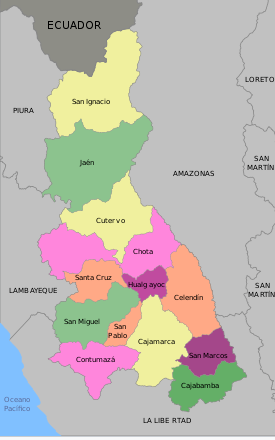 ECUADOR
LORETO
San Ignacio
PIURA
Jaén
SAN
MARTÍN
AMAZONAS
Cutervo
Chota
Santa Cruz
Hualgayoc
LAMBAYEQUE
Celendín
SAN
MARTÍN
San Miguel
San
Pablo
Cajamarca
San Marcos
Contumazá
Cajabamba
Oceano
Pacífico
LA LIBE RTAD